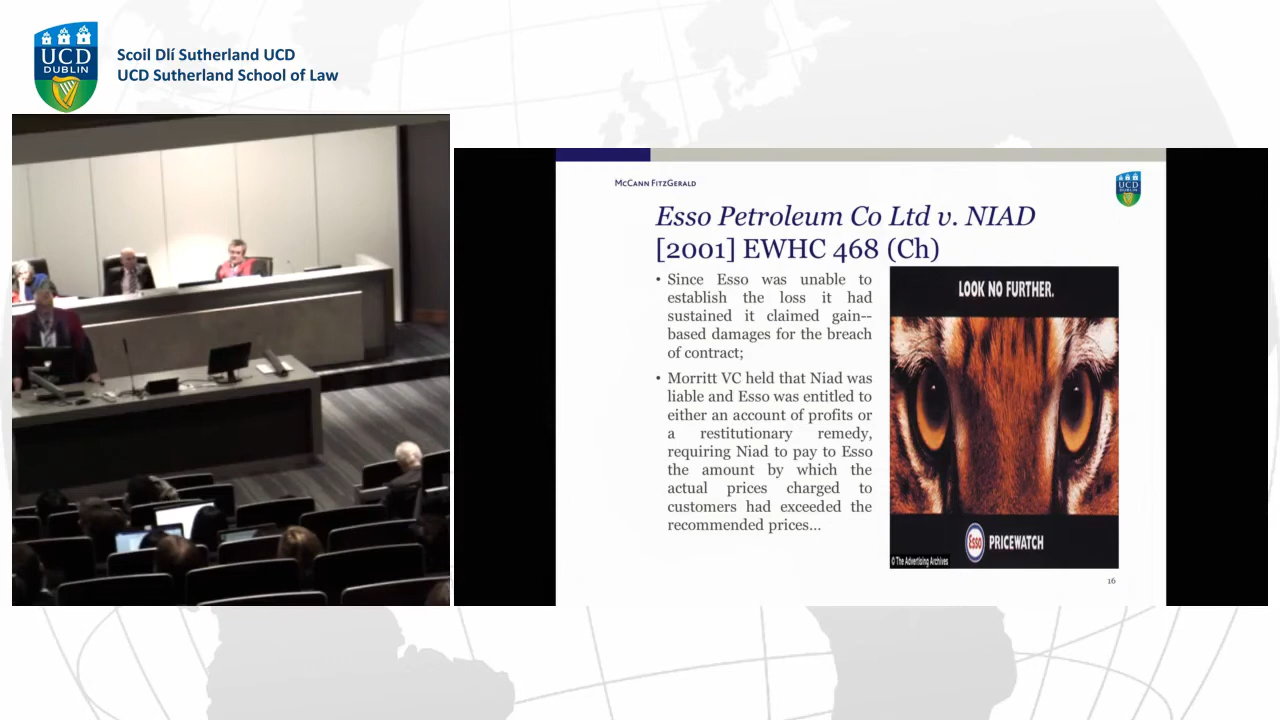 UCD
DUBLIN
Scoil Dlí Sutherland UCD
UCD Sutherland School of Law
McCann FitzGerald
UCD
DUBLIN
Esso Petroleum Co Ltd v. NIAD
[2001] EWHC 468 (Ch)
• Since Esso was unable to
establish the loss it had
sustained it claimed gain--
based damages for the breach
of contract;
• Morritt VC held that Niad was
liable and Esso was entitled to
either an account of profits or
a restitutionary remedy,
requiring Niad to pay to Esso
the amount by which the
actual prices charged to
customers had exceeded the
recommended prices...
LOOK NO FURTHER.
Esso PRICEWATCH
© The Advertising Archives
16